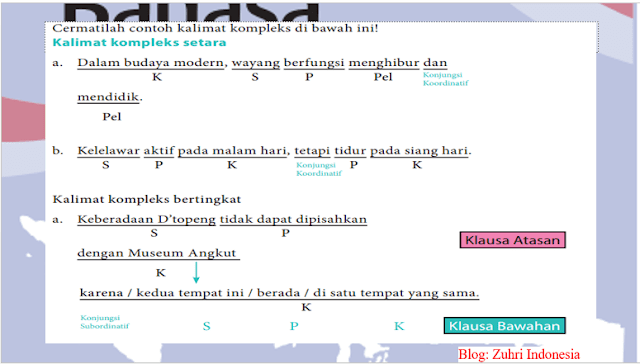 Bahasa
Cermatilah contoh kalimat kompleks di bawah ini!
Kalimat kompleks setara
a. Dalam budaya modern, wayang berfungsi menghibur dan
K S P Pel Konjungsi Koordinatif
mendidik.
Pel
b. Kelelawar aktif pada malam hari, tetapi tidur pada siang hari.
S P K Konjungsi Koordinatif P K
Kalimat kompleks bertingkat
a. Keberadaan D'topeng tidak dapat dipisahkan
S P
Klausa Atasan
dengan Museum Angkut
K
karena / kedua tempat ini / berada / di satu tempat yang sama.
K
Konjungsi Subordinatif S P K Klausa Bawahan
Blog: Zuhri Indonesia